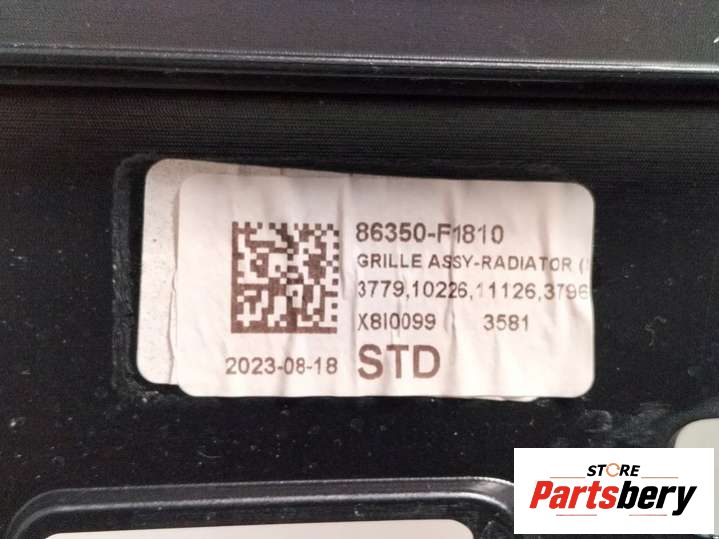 86350-F1810
GRILLE ASSY-RADIATOR (
3779,10226,11126,3796
X8I0099 ( 3581
2023-08-18 STD
STORE
Partsbery